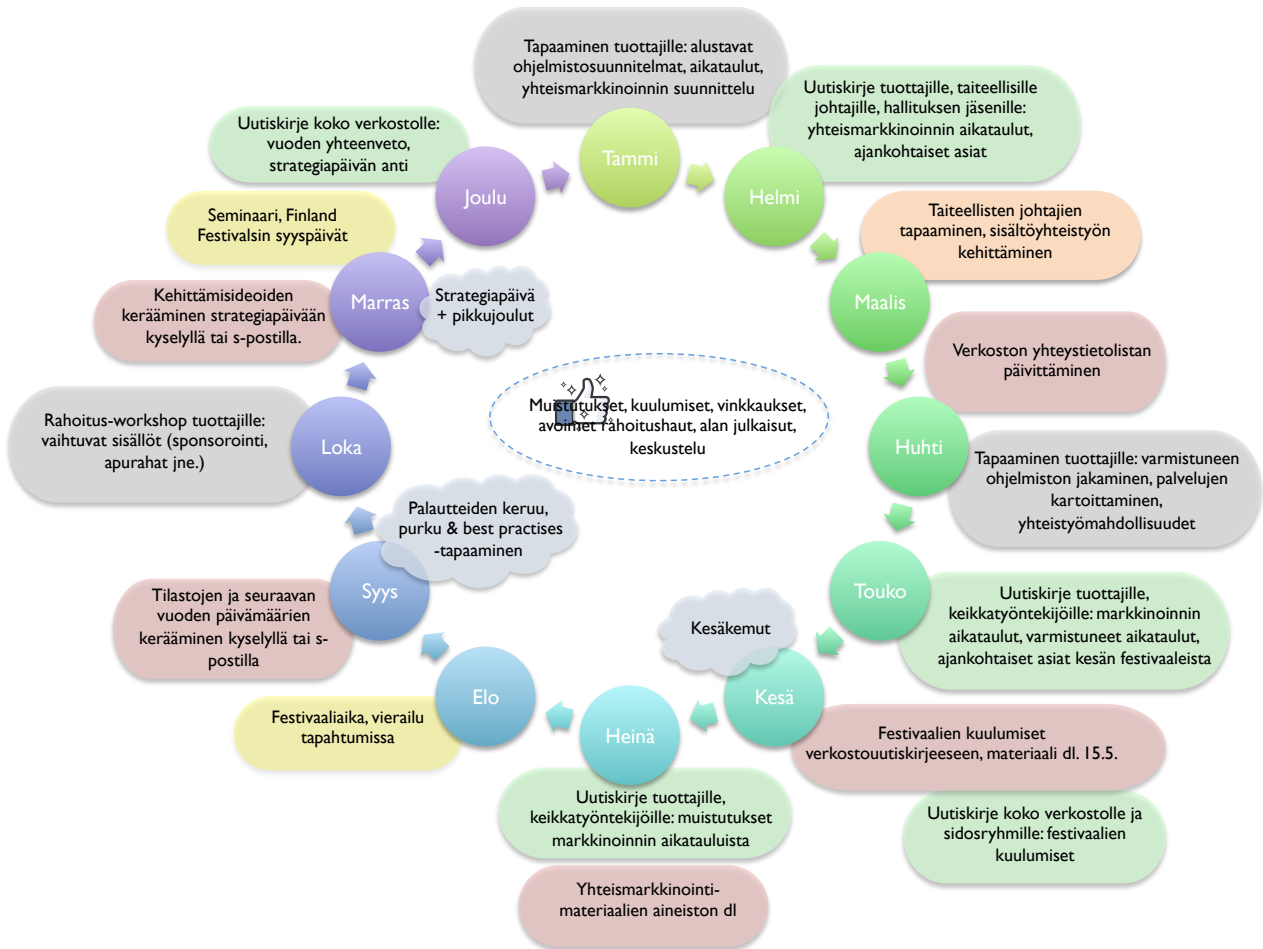 Tapaaminen tuottajille: alustavat
ohjelmistosuunnitelmat, aikataulut,
yhteismarkkinoinnin suunnittelu
Tammi
Uutiskirje tuottajille, taiteellisille
johtajille, hallituksen jäsenille:
yhteismarkkinoinnin aikataulut,
ajankohtaiset asiat
Helmi
Taiteellisten johtajien
tapaaminen, sisältöyhteistyön
kehittäminen
Maalis
Verkoston yhteystietolistan
päivittäminen
Huhti
Tapaaminen tuottajille: varmistuneen
ohjelmiston jakaminen, palvelujen
kartoittaminen,
yhteistyömahdollisuudet
Touko
Uutiskirje tuottajille,
keikkatyöntekijöille: markkinoinnin
aikataulut, varmistuneet aikataulut,
ajankohtaiset asiat kesän festivaaleista
Kesäkemut
Kesä
Festivaalien kuulumiset
verkostouutiskirjeeseen, materiaali dl. 15.5.
Uutiskirje koko verkostolle ja
sidosryhmille: festivaalien
kuulumiset
Heinä
Uutiskirje tuottajille,
keikkatyöntekijöille: muistutukset
markkinoinnin aikatauluista
Yhteismarkkinointi-
materiaalien aineiston dl
Elo
Festivaaliaika, vierailu
tapahtumissa
Syys
Palautteiden keruu,
purku & best practises
-tapaaminen
Tilastojen ja seuraavan
vuoden päivämäärien
kerääminen kyselyllä tai s-
postilla
Loka
Rahoitus-workshop tuottajille:
vaihtuvat sisällöt (sponsorointi,
apurahat jne.)
Marras
Strategiapäivä
+ pikkujoulut
Kehittämisideoiden
kerääminen strategiapäivään
kyselyllä tai s-postilla.
Seminaari, Finland
Festivalsin syyspäivät
Joulu
Uutiskirje koko verkostolle:
vuoden yhteenveto,
strategiapäivän anti
Muistutukset, kuulumiset, vinkkaukset,
avoimet rahoitushaut, alan julkaisut,
keskustelu